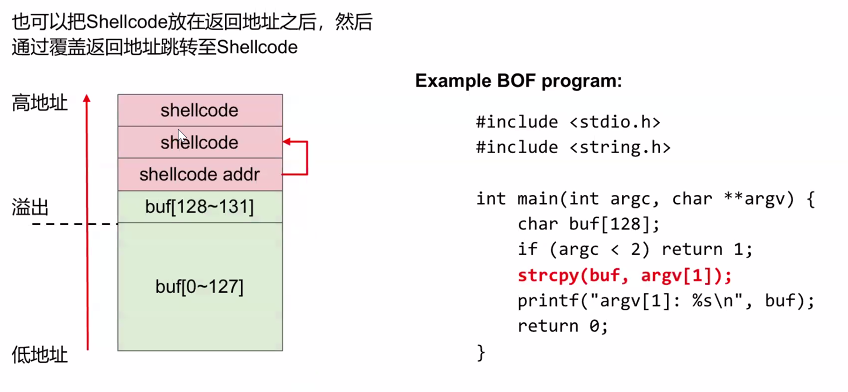 也可以把Shellcode放在返回地址之后，然后
通过覆盖返回地址跳转至Shellcode
高地址
shellcode
shellcode
shellcode addr
溢出
buf[128~131]
buf[0~127]
低地址
Example BOF program:
#include <stdio.h>
#include <string.h>
int main(int argc, char **argv) {
    char buf[128];
    if (argc < 2) return 1;
    strcpy(buf, argv[1]);
    printf("argv[1]: %s\n", buf);
    return 0;
}